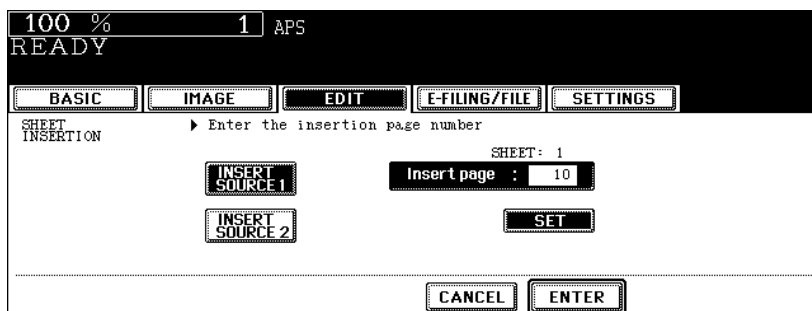 100 % 1 APS
READY
BASIC IMAGE EDIT E-FILING/FILE SETTINGS
SHEET
INSERTION
▶ Enter the insertion page number
SHEET: 1
INSERT
SOURCE 1
Insert page : 10
INSERT
SOURCE 2
SET
CANCEL ENTER